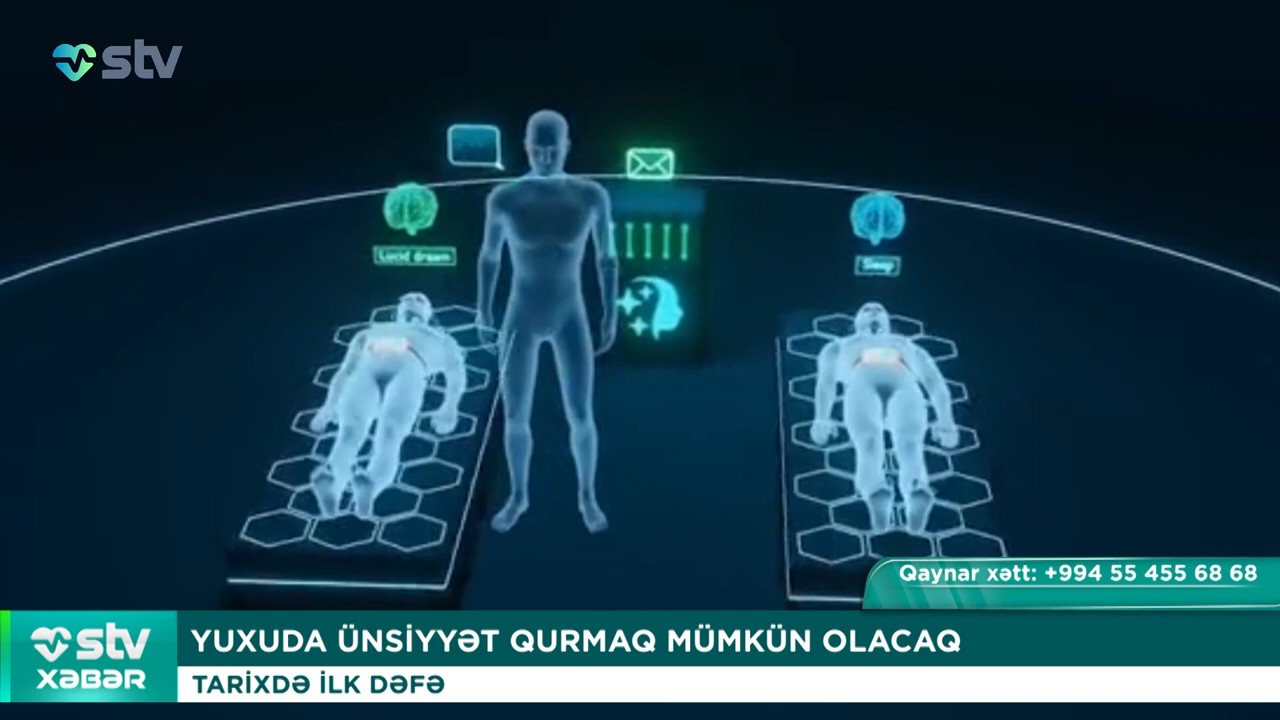 stv
Lucid dream
Sleep
Qaynar xətt: +994 55 455 68 68
stv
XƏBƏR
YUXUDA ÜNSİYYƏT QURMAQ MÜMKÜN OLACAQ
TARİXDƏ İLK DƏFƏ